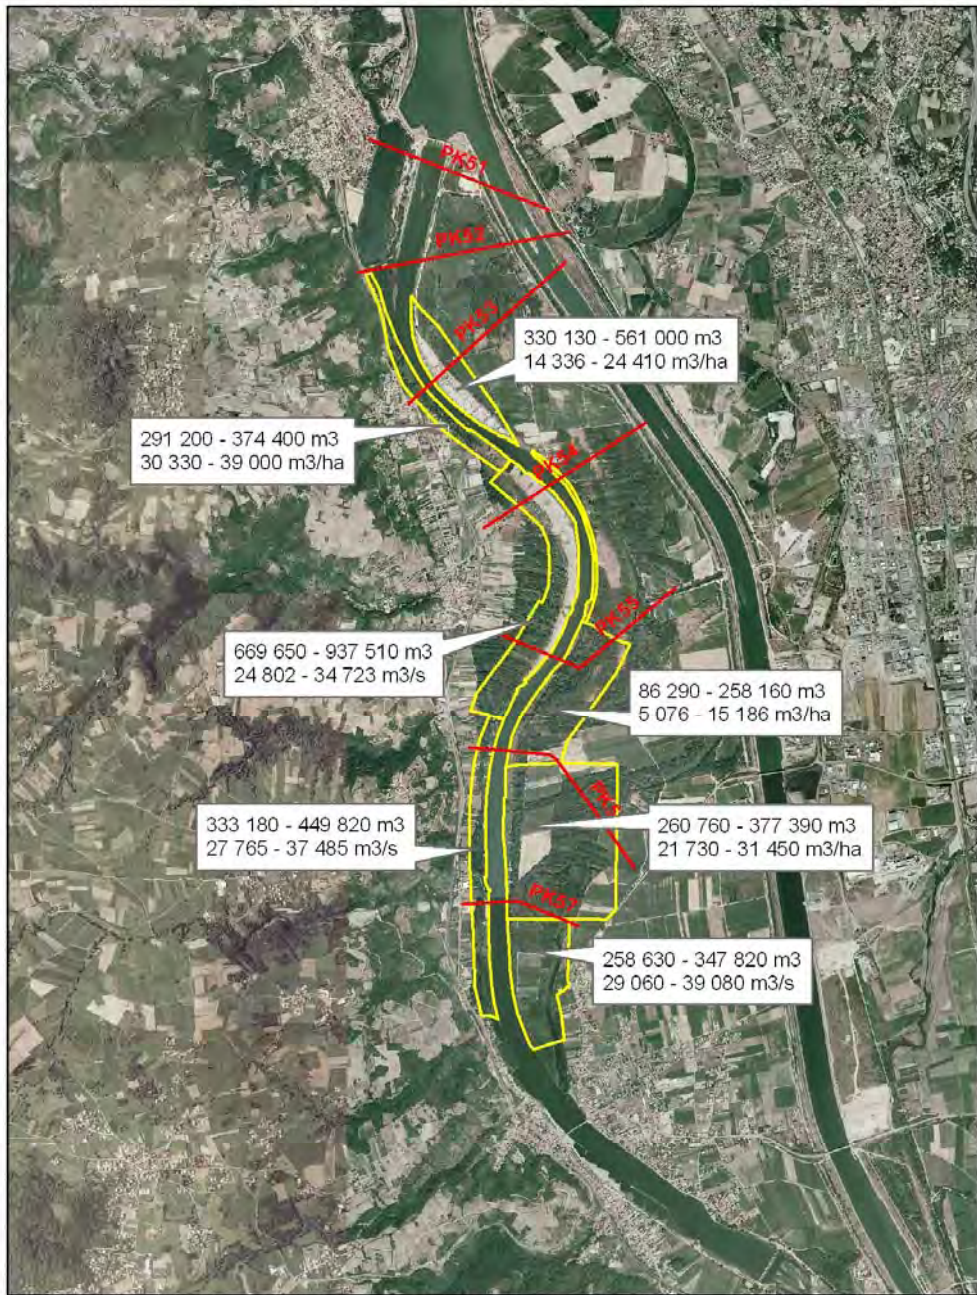 PK51
PK52
PK53
330 130 - 561 000 m3
14 336 - 24 410 m3/ha
291 200 - 374 400 m3
30 330 - 39 000 m3/ha
PK54
PK55
669 650 - 937 510 m3
24 802 - 34 723 m3/s
86 290 - 258 160 m3
5 076 - 15 186 m3/ha
333 180 - 449 820 m3
27 765 - 37 485 m3/s
260 760 - 377 390 m3
21 730 - 31 450 m3/ha
PK57
258 630 - 347 820 m3
29 060 - 39 080 m3/s